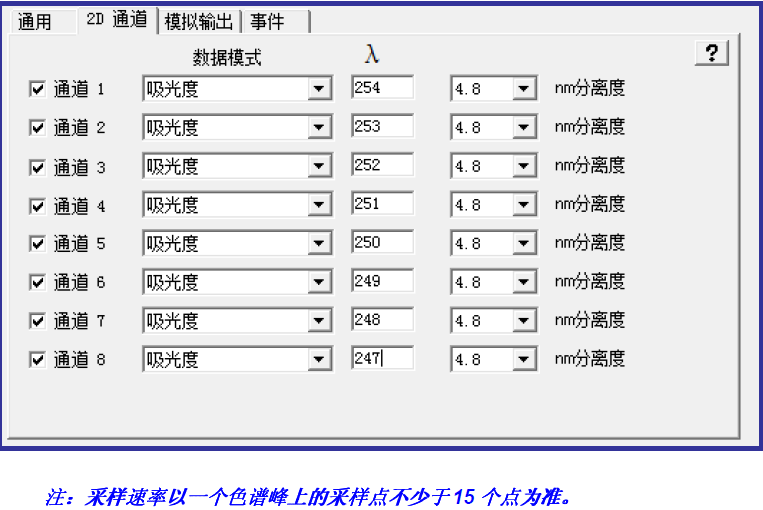 通用 2D 通道 模拟输出 事件
数据模式 λ ?
通道 1 吸光度 254 4.8 nm分离度
通道 2 吸光度 253 4.8 nm分离度
通道 3 吸光度 252 4.8 nm分离度
通道 4 吸光度 251 4.8 nm分离度
通道 5 吸光度 250 4.8 nm分离度
通道 6 吸光度 249 4.8 nm分离度
通道 7 吸光度 248 4.8 nm分离度
通道 8 吸光度 247 4.8 nm分离度
注：采样速率以一个色谱峰上的采样点不少于 15 个点为准。